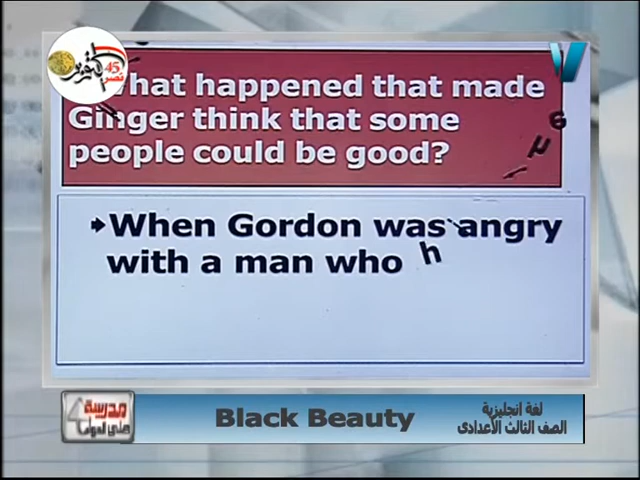 What happened that made
Ginger think that some
people could be good?
When Gordon was angry
with a man who h
Black Beauty
لغة انجليزية
الصف الثالث الأعدادى
مدرسة
على الهواء
45